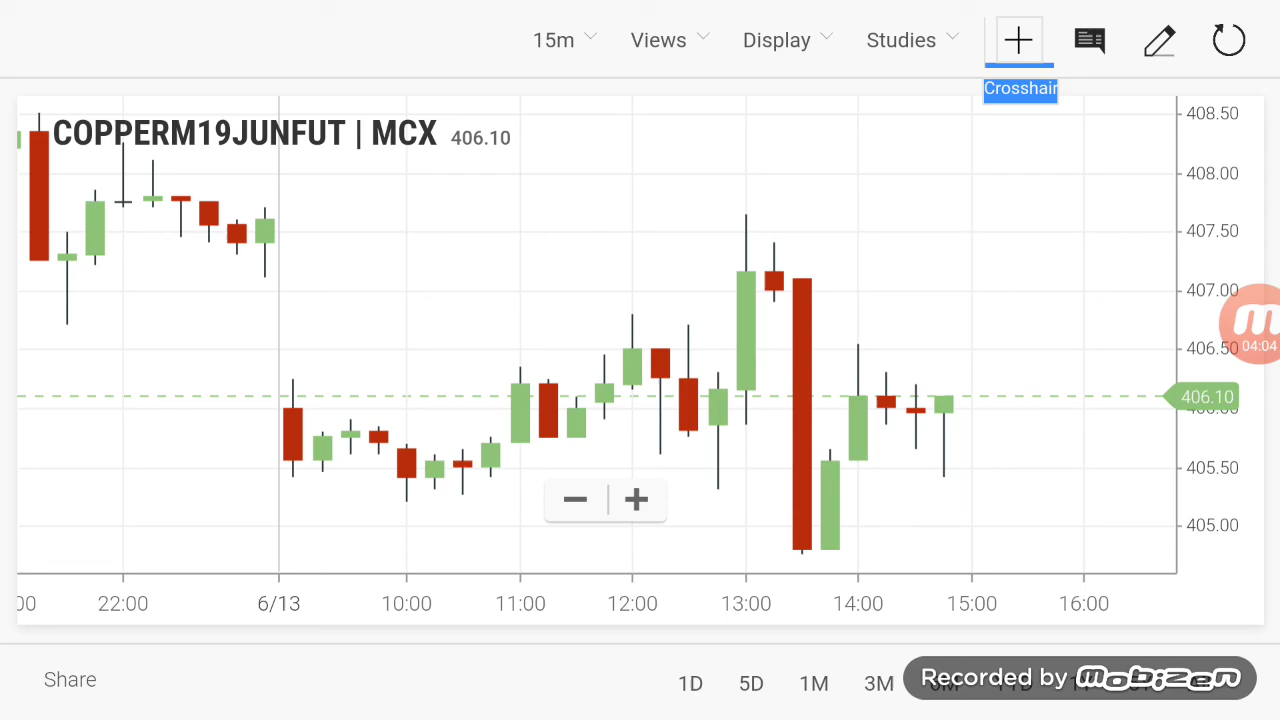 15m Views Display Studies
Crosshair
COPPERM19JUNFUT | MCX 406.10
408.50
408.00
407.50
407.00
406.50
04:04
406.10
405.50
405.00
22:00 6/13 10:00 11:00 12:00 13:00 14:00 15:00 16:00
Share 1D 5D 1M 3M
Recorded by mobizen